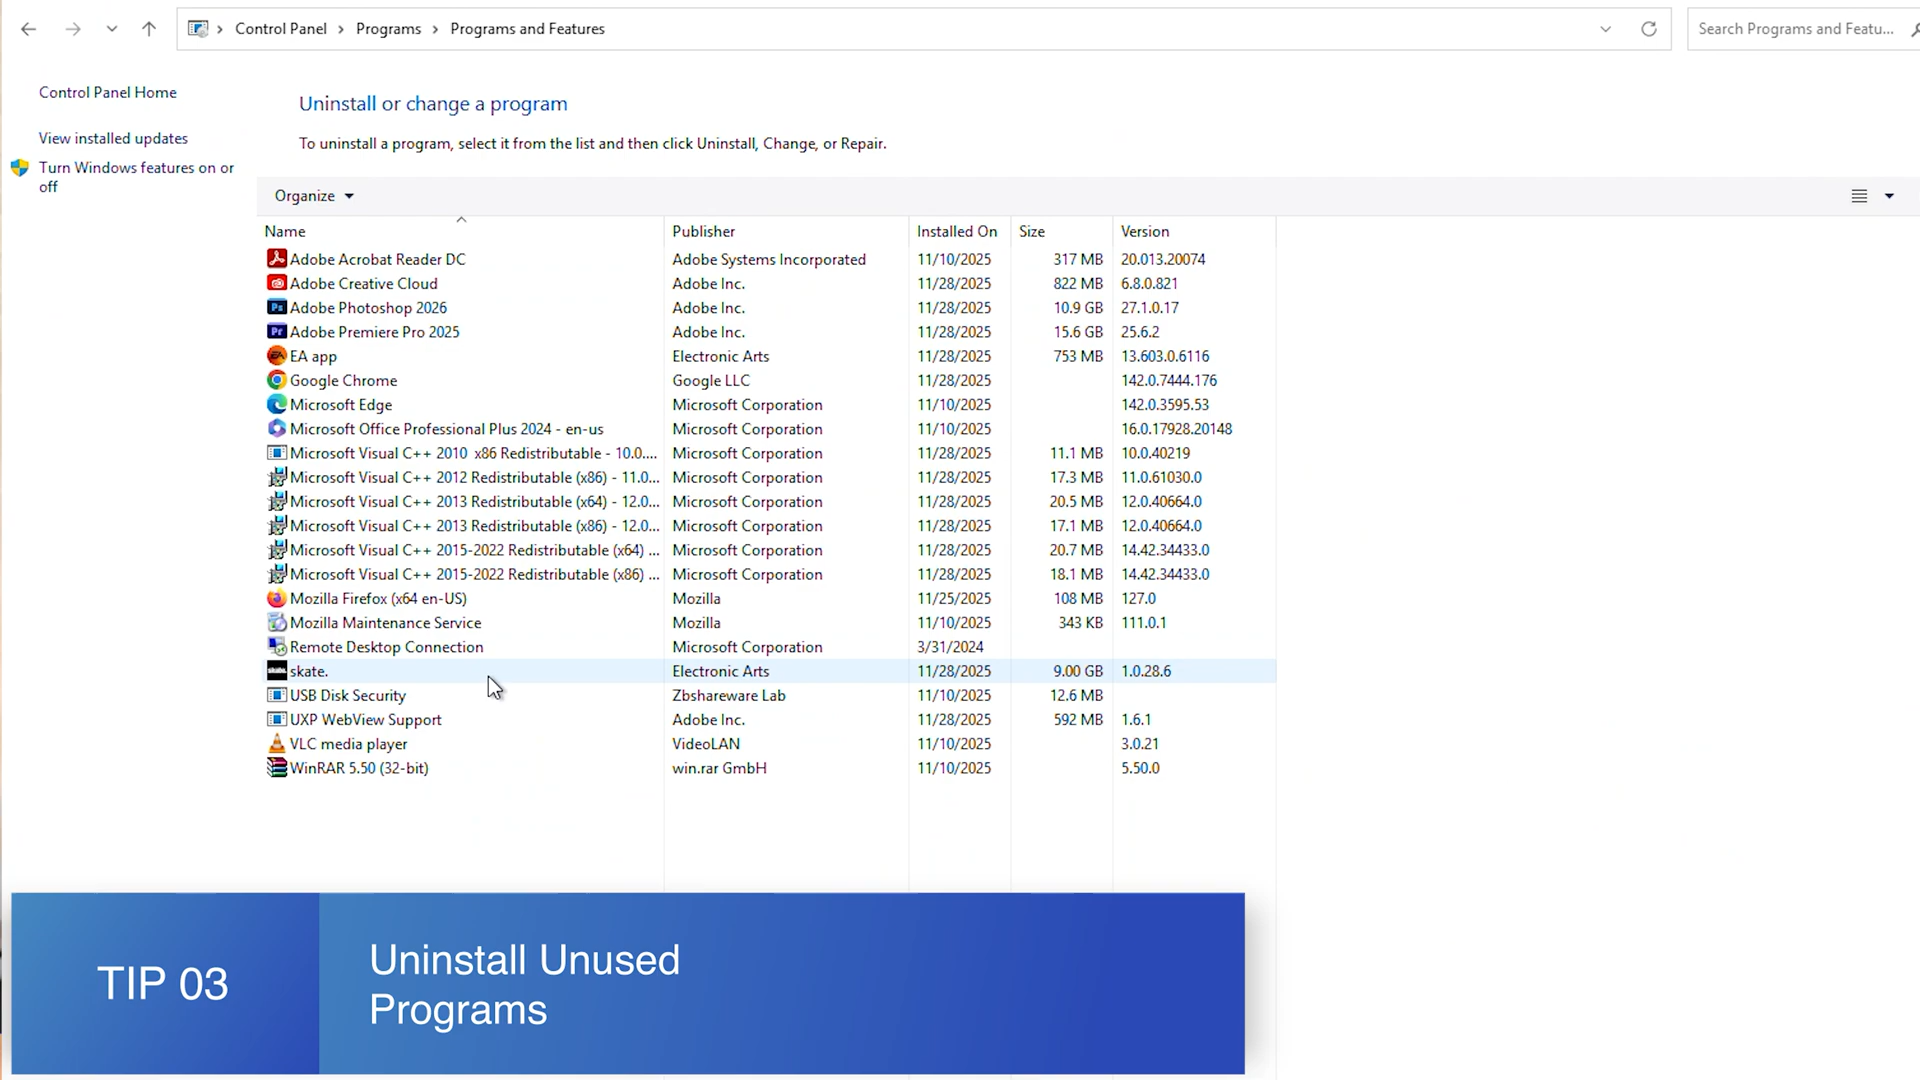 Control Panel > Programs > Programs and Features
Search Programs and Featu...
Control Panel Home
View installed updates
Turn Windows features on or
off
Uninstall or change a program
To uninstall a program, select it from the list and then click Uninstall, Change, or Repair.
Organize
Name Publisher Installed On Size Version
Adobe Acrobat Reader DC Adobe Systems Incorporated 11/10/2025 317 MB 20.013.20074
Adobe Creative Cloud Adobe Inc. 11/28/2025 822 MB 6.8.0.821
Ps Adobe Photoshop 2026 Adobe Inc. 11/28/2025 10.9 GB 27.1.0.17
Pr Adobe Premiere Pro 2025 Adobe Inc. 11/28/2025 15.6 GB 25.6.2
EA EA app Electronic Arts 11/28/2025 753 MB 13.603.0.6116
Google Chrome Google LLC 11/28/2025 142.0.7444.176
Microsoft Edge Microsoft Corporation 11/10/2025 142.0.3595.53
Microsoft Office Professional Plus 2024 - en-us Microsoft Corporation 11/10/2025 16.0.17928.20148
Microsoft Visual C++ 2010  x86 Redistributable - 10.0.... Microsoft Corporation 11/28/2025 11.1 MB 10.0.40219
Microsoft Visual C++ 2012 Redistributable (x86) - 11.0... Microsoft Corporation 11/28/2025 17.3 MB 11.0.61030.0
Microsoft Visual C++ 2013 Redistributable (x64) - 12.0... Microsoft Corporation 11/28/2025 20.5 MB 12.0.40664.0
Microsoft Visual C++ 2013 Redistributable (x86) - 12.0... Microsoft Corporation 11/28/2025 17.1 MB 12.0.40664.0
Microsoft Visual C++ 2015-2022 Redistributable (x64) ... Microsoft Corporation 11/28/2025 20.7 MB 14.42.34433.0
Microsoft Visual C++ 2015-2022 Redistributable (x86) ... Microsoft Corporation 11/28/2025 18.1 MB 14.42.34433.0
Mozilla Firefox (x64 en-US) Mozilla 11/25/2025 108 MB 127.0
Mozilla Maintenance Service Mozilla 11/10/2025 343 KB 111.0.1
Remote Desktop Connection Microsoft Corporation 3/31/2024
skate. skate. Electronic Arts 11/28/2025 9.00 GB 1.0.28.6
USB Disk Security Zbshareware Lab 11/10/2025 12.6 MB
UXP WebView Support Adobe Inc. 11/28/2025 592 MB 1.6.1
VLC media player VideoLAN 11/10/2025 3.0.21
WinRAR 5.50 (32-bit) win.rar GmbH 11/10/2025 5.50.0
TIP 03
Uninstall Unused
Programs